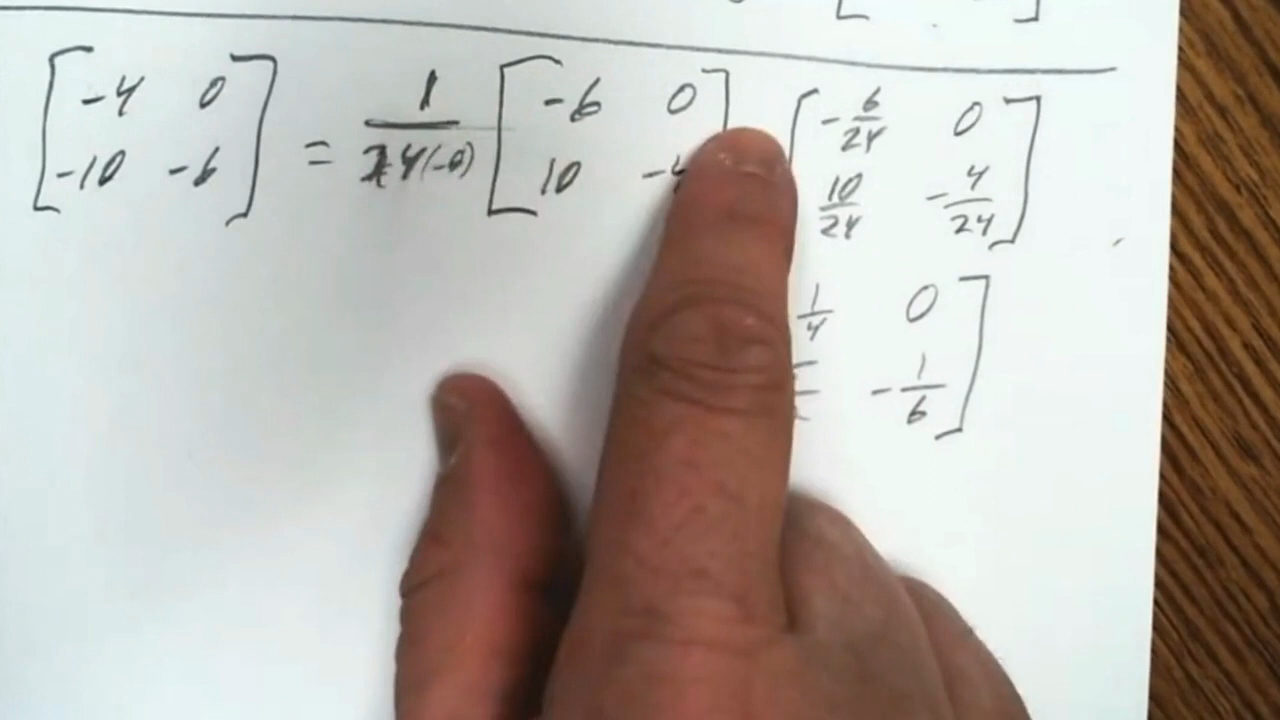 [-4 0] = 1 [-6 0] [-6/24 0]
[-10 -6] 24(-0) [10 -4] [10/24 -4/24]
1/4 0]
-1/6]